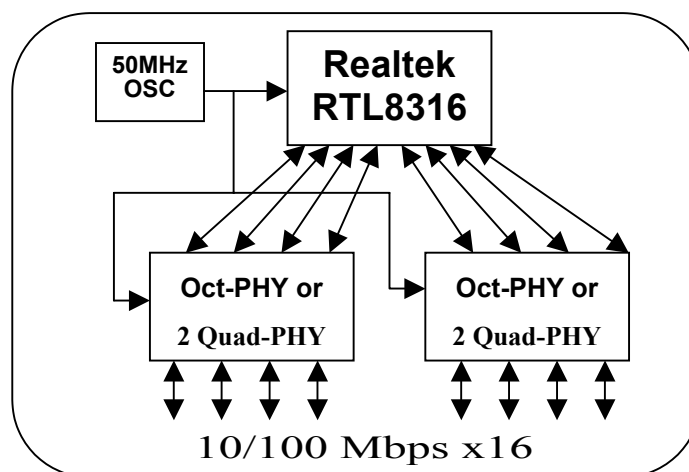 50MHz
OSC
Realtek
RTL8316
Oct-PHY or
2 Quad-PHY
Oct-PHY or
2 Quad-PHY
10/100 Mbps x16